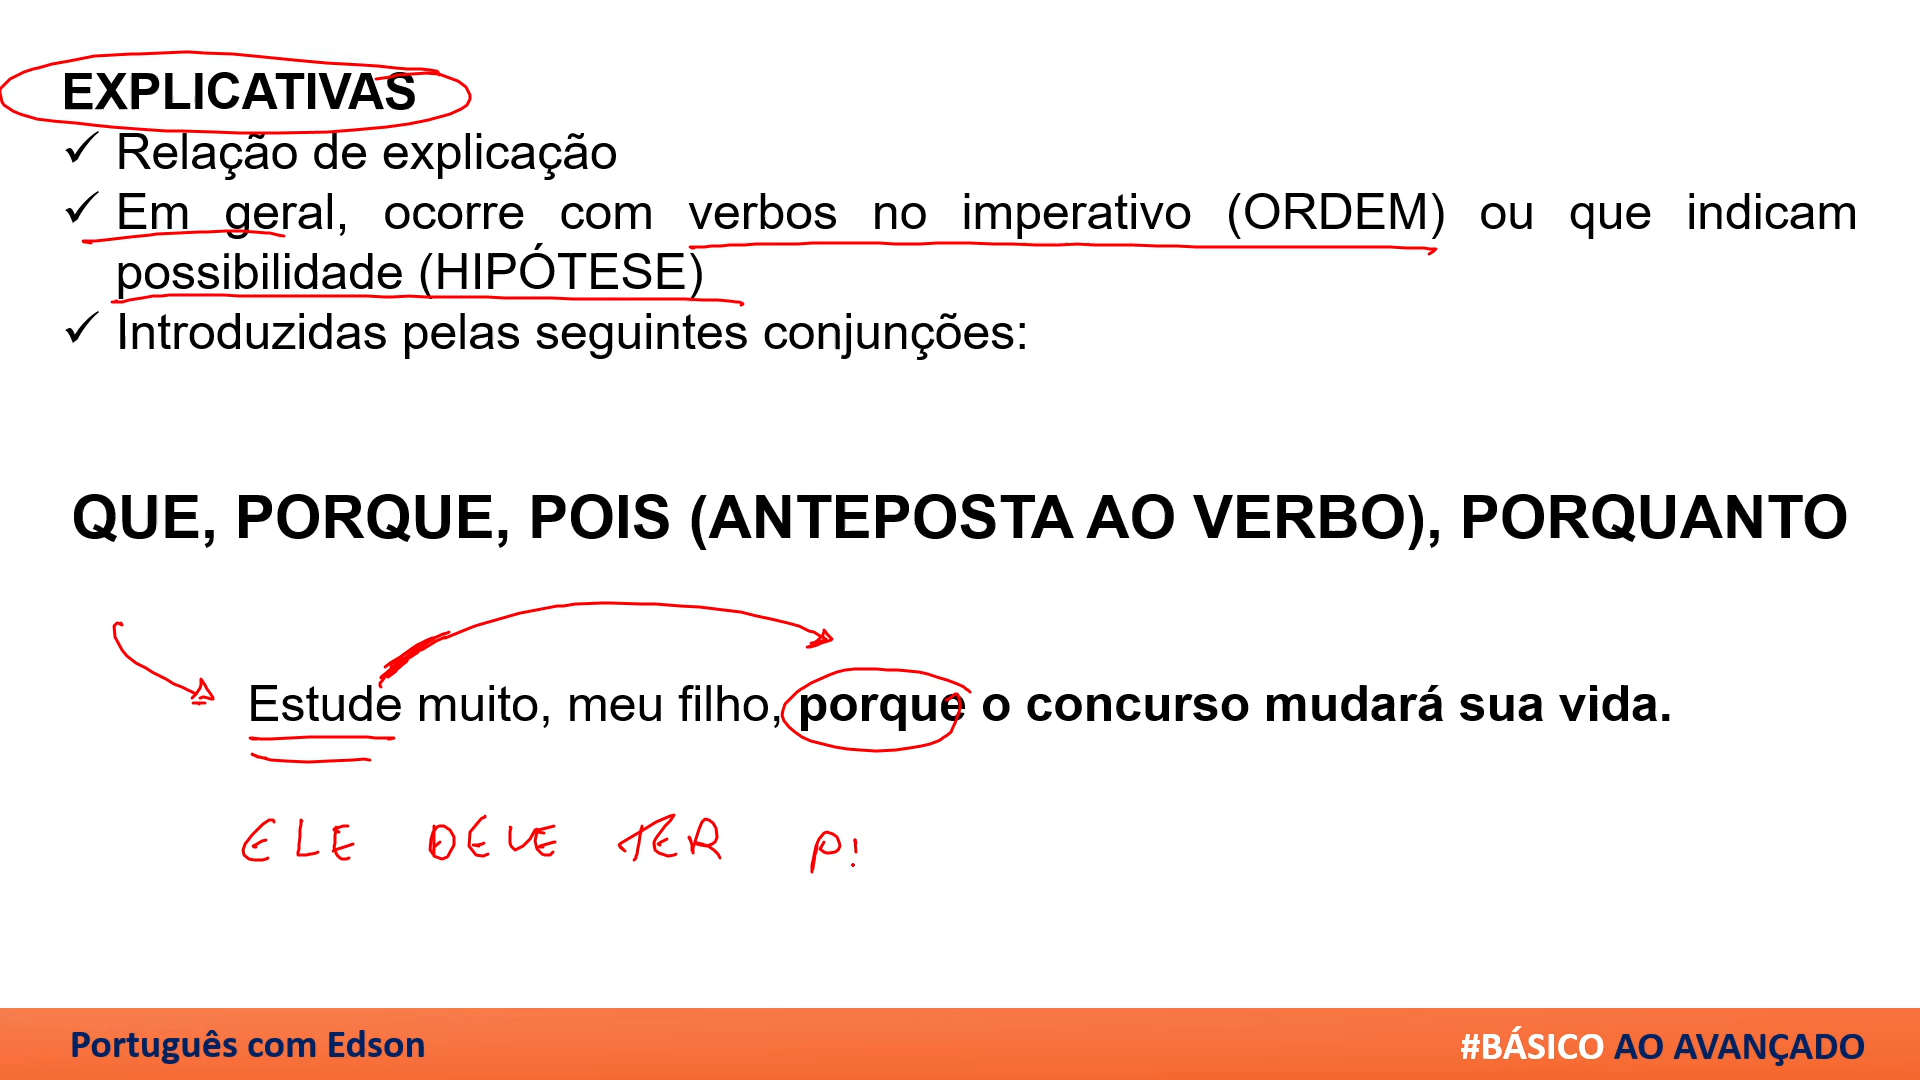 EXPLICATIVAS
✓ Relação de explicação
✓ Em geral, ocorre com verbos no imperativo (ORDEM) ou que indicam
possibilidade (HIPÓTESE)
✓ Introduzidas pelas seguintes conjunções:
QUE, PORQUE, POIS (ANTEPOSTA AO VERBO), PORQUANTO
Estude muito, meu filho, porque o concurso mudará sua vida.
ELE DEVE TER
Português com Edson
#BÁSICO AO AVANÇADO